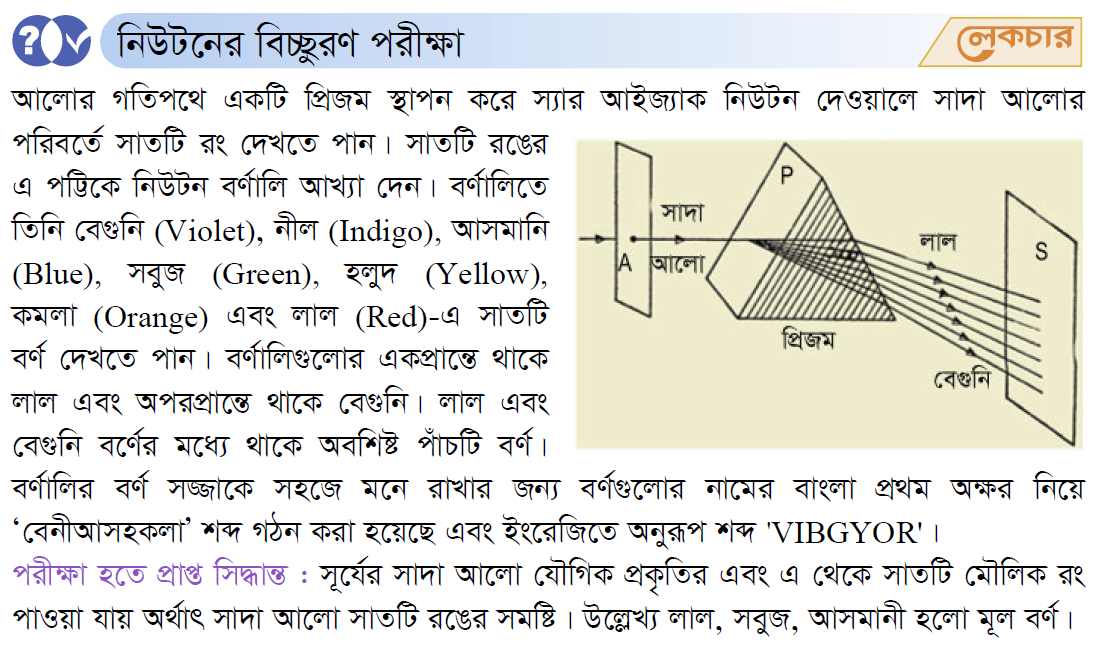 নিউটনের বিচ্ছুরণ পরীক্ষা
লেকচার
আলোর গতিপথে একটি প্রিজম স্থাপন করে স্যার আইজ্যাক নিউটন দেওয়ালে সাদা আলোর
পরিবর্তে সাতটি রং দেখতে পান। সাতটি রঙের
এ পট্টিকে নিউটন বর্ণালি আখ্যা দেন। বর্ণালিতে
তিনি বেগুনি (Violet), নীল (Indigo), আসমানি
(Blue), সবুজ (Green), হলুদ (Yellow),
কমলা (Orange) এবং লাল (Red)-এ সাতটি
বর্ণ দেখতে পান। বর্ণালিগুলোর একপ্রান্তে থাকে
লাল এবং অপরপ্রান্তে থাকে বেগুনি। লাল এবং
বেগুনি বর্ণের মধ্যে থাকে অবশিষ্ট পাঁচটি বর্ণ।
A
সাদা
আলো
P
প্রিজম
লাল
বেগুনি
S
বর্ণালির বর্ণ সজ্জাকে সহজে মনে রাখার জন্য বর্ণগুলোর নামের বাংলা প্রথম অক্ষর নিয়ে
‘বেনীআসহকলা’ শব্দ গঠন করা হয়েছে এবং ইংরেজিতে অনুরূপ শব্দ 'VIBGYOR'।
পরীক্ষা হতে প্রাপ্ত সিদ্ধান্ত : সূর্যের সাদা আলো যৌগিক প্রকৃতির এবং এ থেকে সাতটি মৌলিক রং
পাওয়া যায় অর্থাৎ সাদা আলো সাতটি রঙের সমষ্টি। উল্লেখ্য লাল, সবুজ, আসমানী হলো মূল বর্ণ।